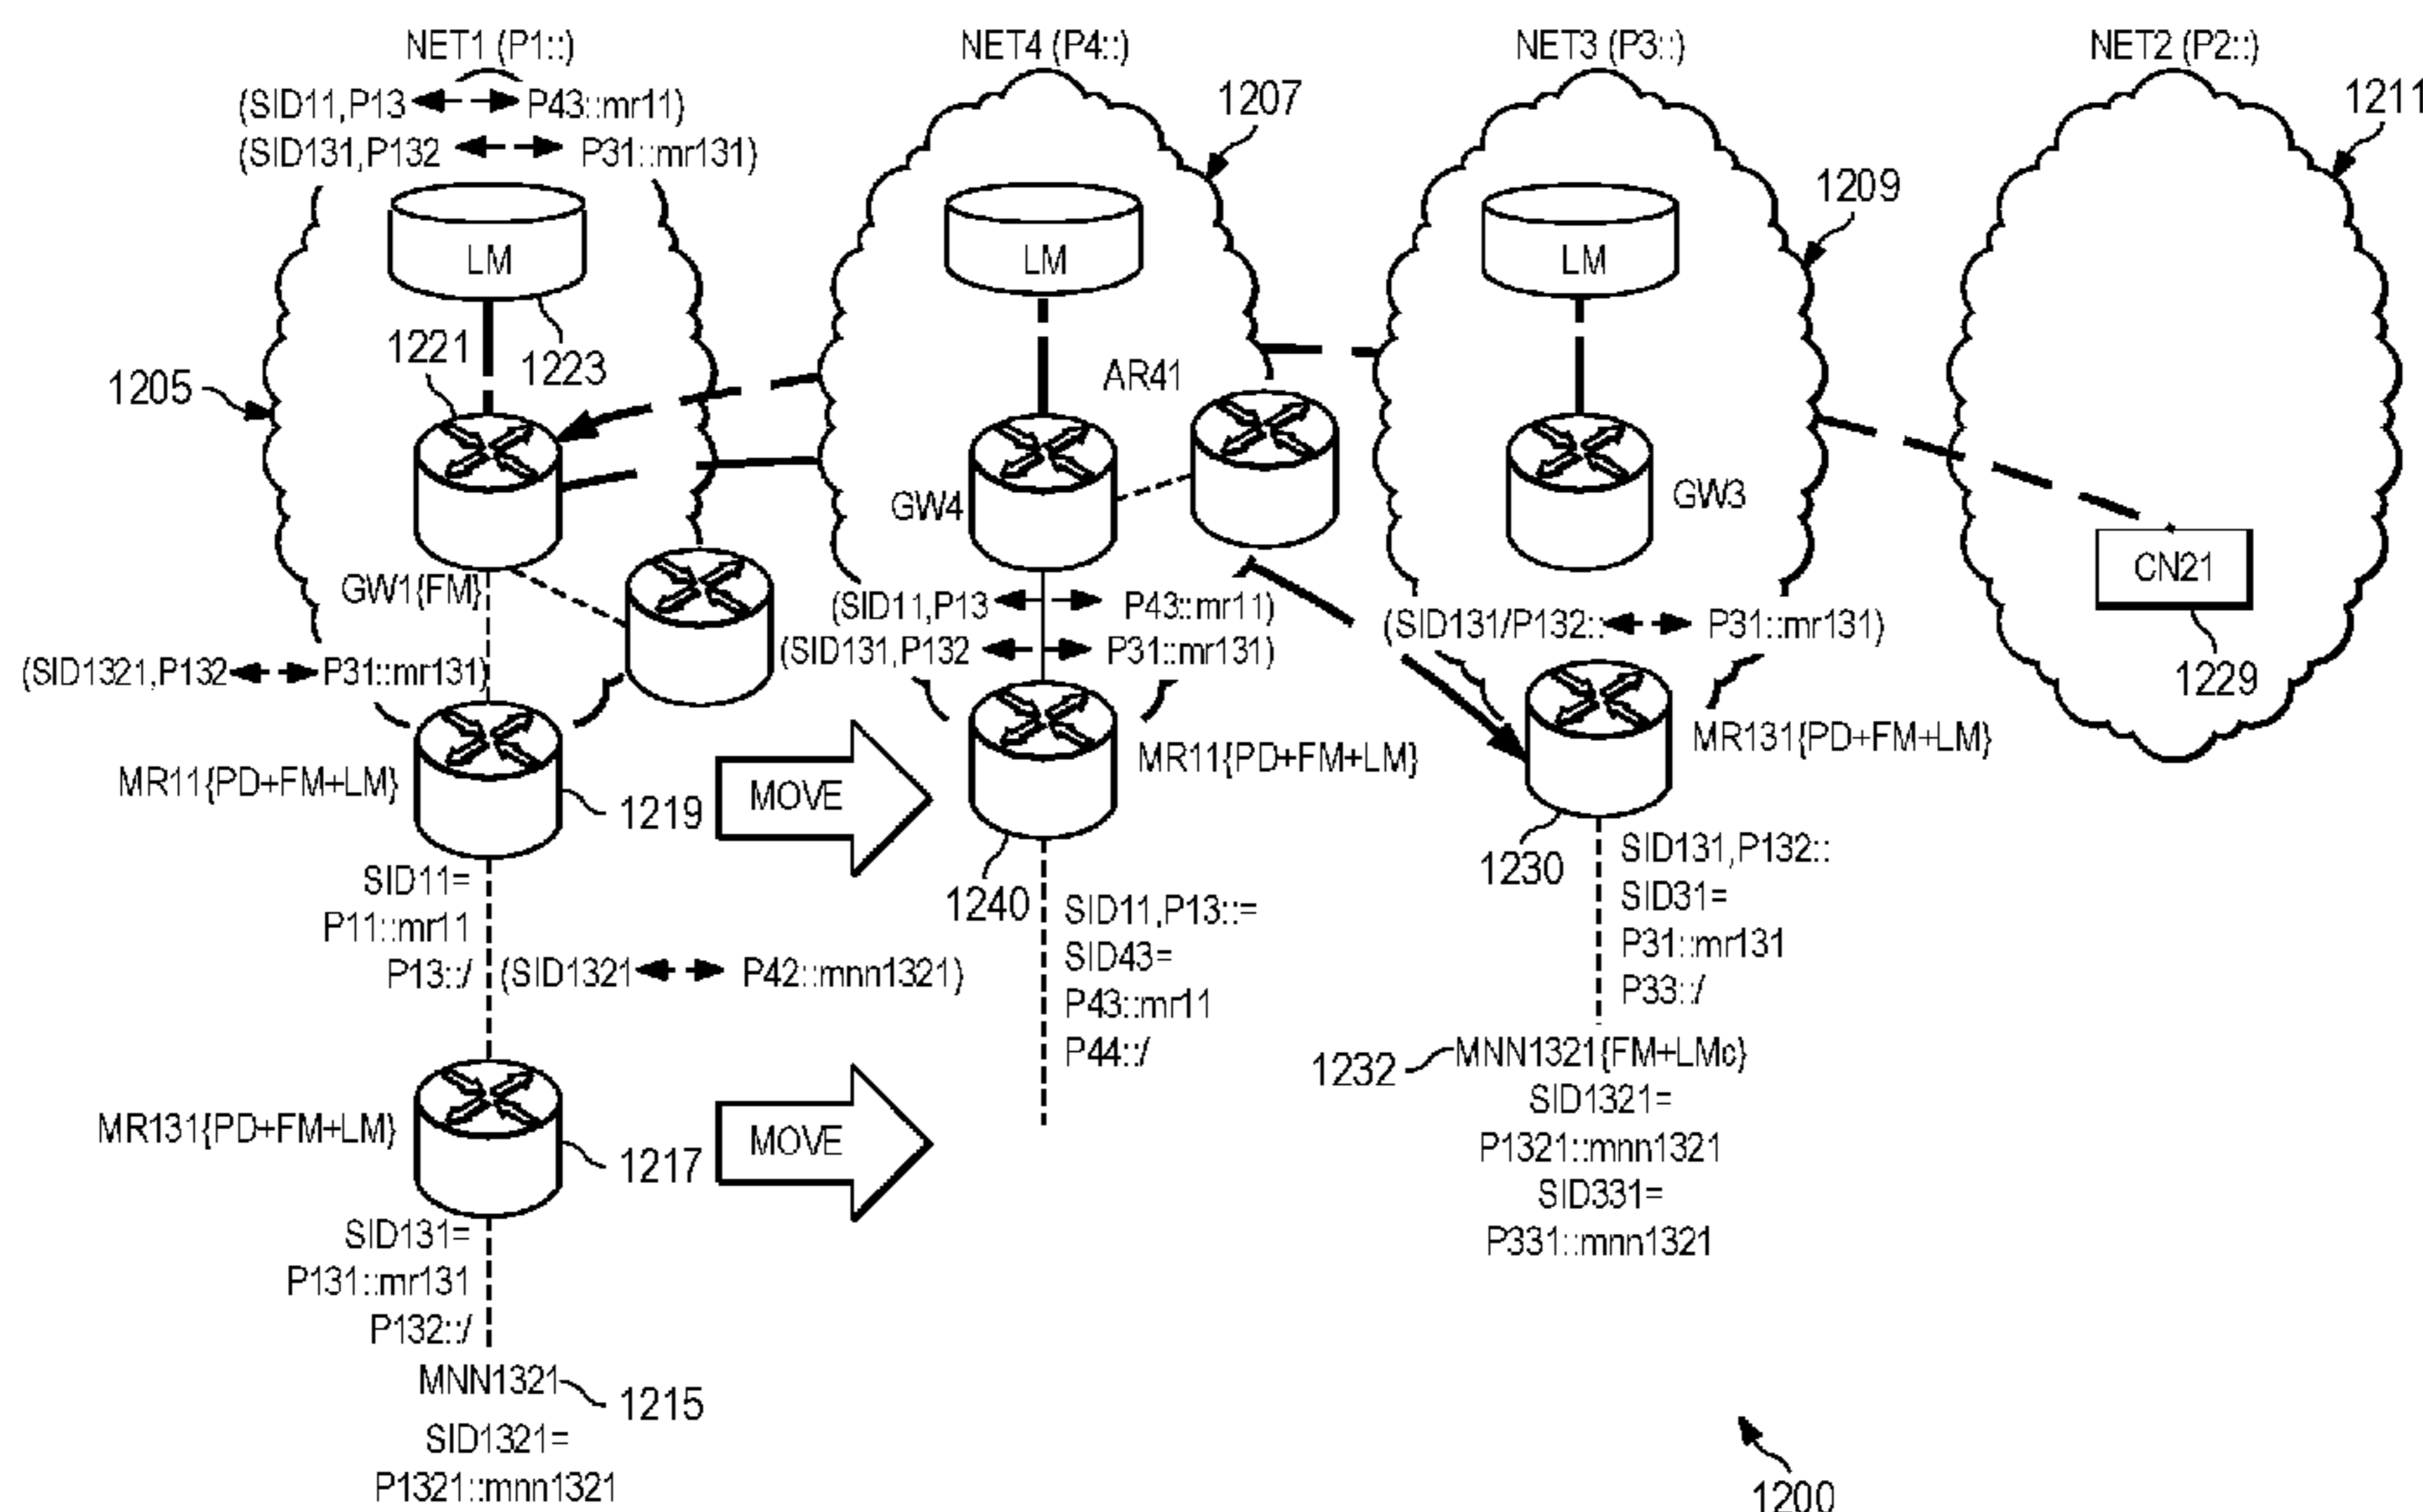 NET1 (P1::)
NET4 (P4::)
NET3 (P3::)
NET2 (P2::)
(SID11,P13 P43::mr11)
(SID131,P132 P31::mr131)
1207
1211
1209
LM
LM
LM
1221
1223
1205
AR41
GW4
GW3
CN21
GW1{FM}
(SID11,P13 P43::mr11)
(SID131/P132:: P31::mr131)
(SID131,P132 P31::mr131)
1229
(SID1321,P132 P31::mr131)
MR11{PD+FM+LM}
1219
MOVE
MR11{PD+FM+LM}
MR131{PD+FM+LM}
1240
1230
SID11=
P11::mr11
P13::/
(SID1321 P42::mnn1321)
SID11,P13::=
SID43=
P43::mr11
P44::/
SID131,P132::
SID31=
P31::mr131
P33::/
1232
MNN1321{FM+LMc}
SID1321=
P1321::mnn1321
SID331=
P331::mnn1321
MR131{PD+FM+LM}
1217
MOVE
SID131=
P131::mr131
P132::/
MNN1321
1215
SID1321=
P1321::mnn1321
1200